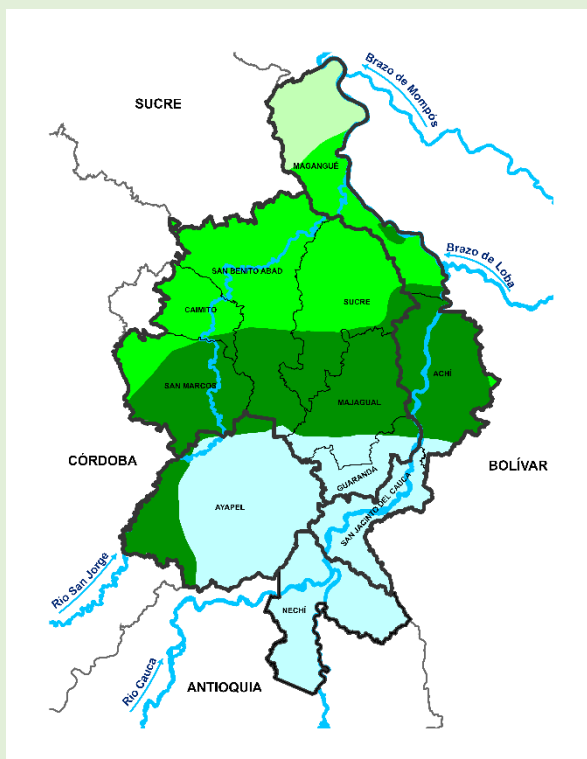 Brazo de Mompós
SUCRE
MAGANGUÉ
SAN BENITO ABAD
Brazo de Loba
CAIMITO
SUCRE
ACHÍ
SAN MARCOS
MAJAGUAL
CÓRDOBA
BOLÍVAR
GUARANDA
SAN JACINTO DEL CAUCA
AYAPEL
Río San Jorge
NECHÍ
Río Cauca
ANTIOQUIA